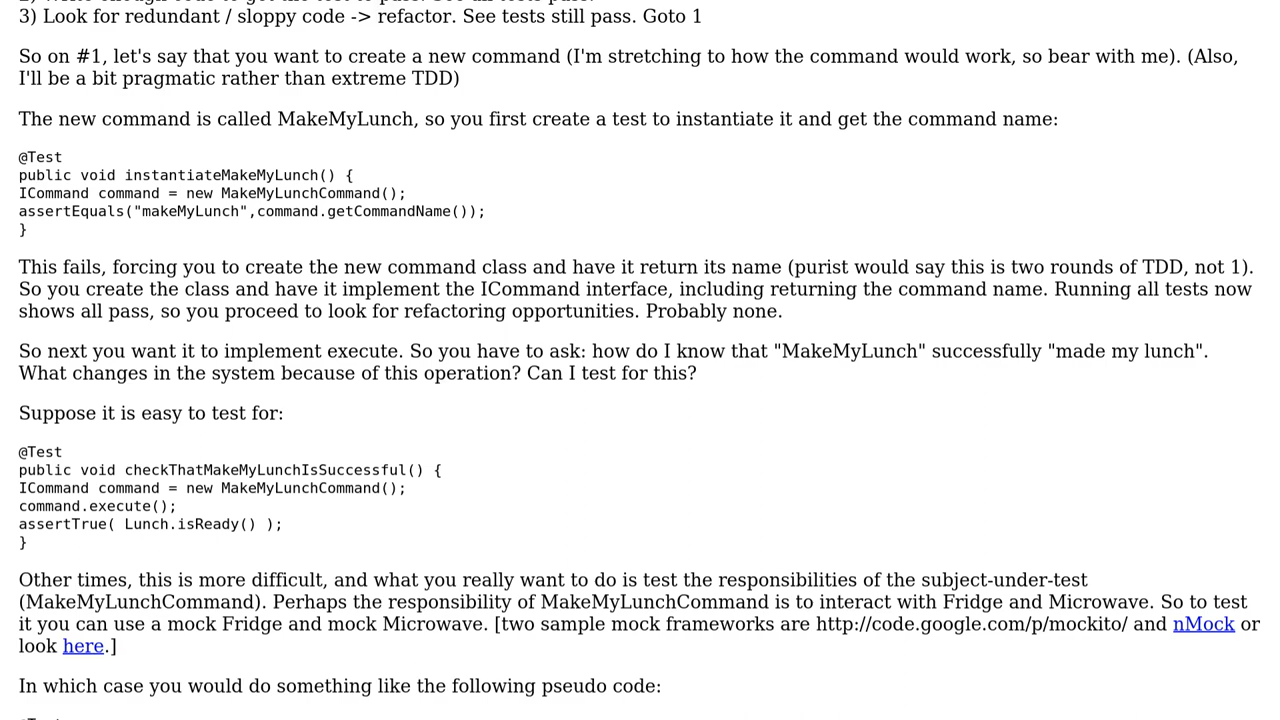 3) Look for redundant / sloppy code -> refactor. See tests still pass. Goto 1
So on #1, let's say that you want to create a new command (I'm stretching to how the command would work, so bear with me). (Also,
I'll be a bit pragmatic rather than extreme TDD)
The new command is called MakeMyLunch, so you first create a test to instantiate it and get the command name:
@Test
public void instantiateMakeMyLunch() {
ICommand command = new MakeMyLunchCommand();
assertEquals("makeMyLunch",command.getCommandName());
}
This fails, forcing you to create the new command class and have it return its name (purist would say this is two rounds of TDD, not 1).
So you create the class and have it implement the ICommand interface, including returning the command name. Running all tests now
shows all pass, so you proceed to look for refactoring opportunities. Probably none.
So next you want it to implement execute. So you have to ask: how do I know that "MakeMyLunch" successfully "made my lunch".
What changes in the system because of this operation? Can I test for this?
Suppose it is easy to test for:
@Test
public void checkThatMakeMyLunchIsSuccessful() {
ICommand command = new MakeMyLunchCommand();
command.execute();
assertTrue( Lunch.isReady() );
}
Other times, this is more difficult, and what you really want to do is test the responsibilities of the subject-under-test
(MakeMyLunchCommand). Perhaps the responsibility of MakeMyLunchCommand is to interact with Fridge and Microwave. So to test
it you can use a mock Fridge and mock Microwave. [two sample mock frameworks are http://code.google.com/p/mockito/ and nMock or
look here.]
In which case you would do something like the following pseudo code: